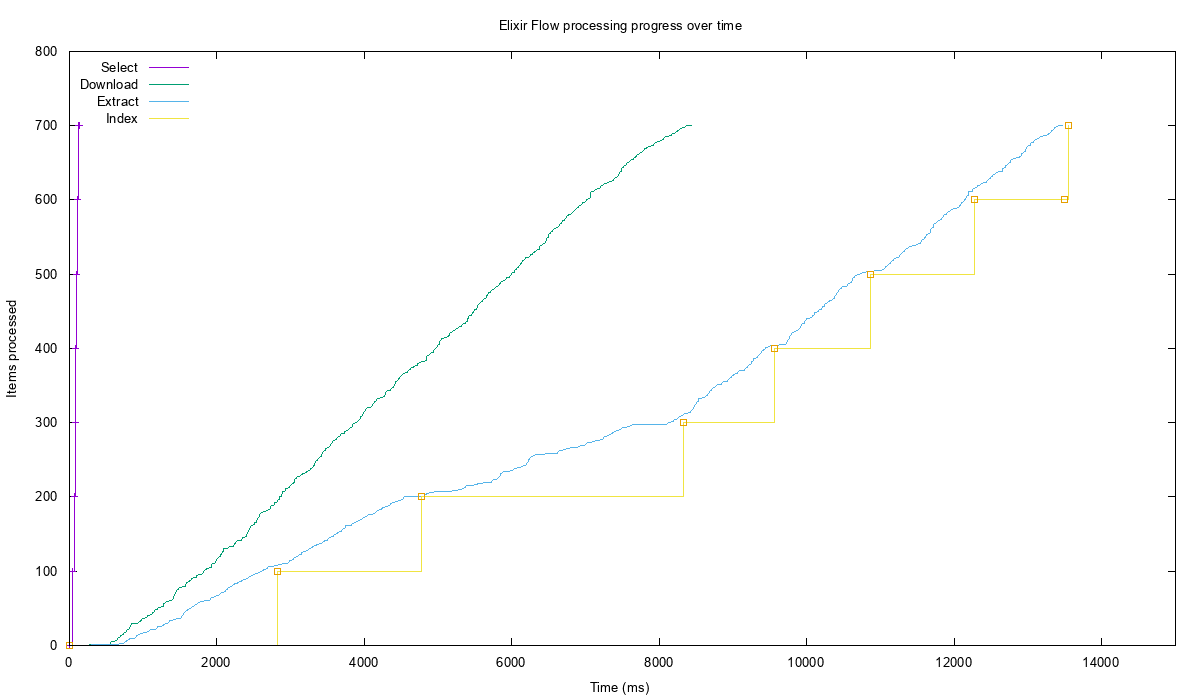 Elixir Flow processing progress over time
800
700
600
500
400
300
200
100
0
Items processed
Select
Download
Extract
Index
0 2000 4000 6000 8000 10000 12000 14000
Time (ms)